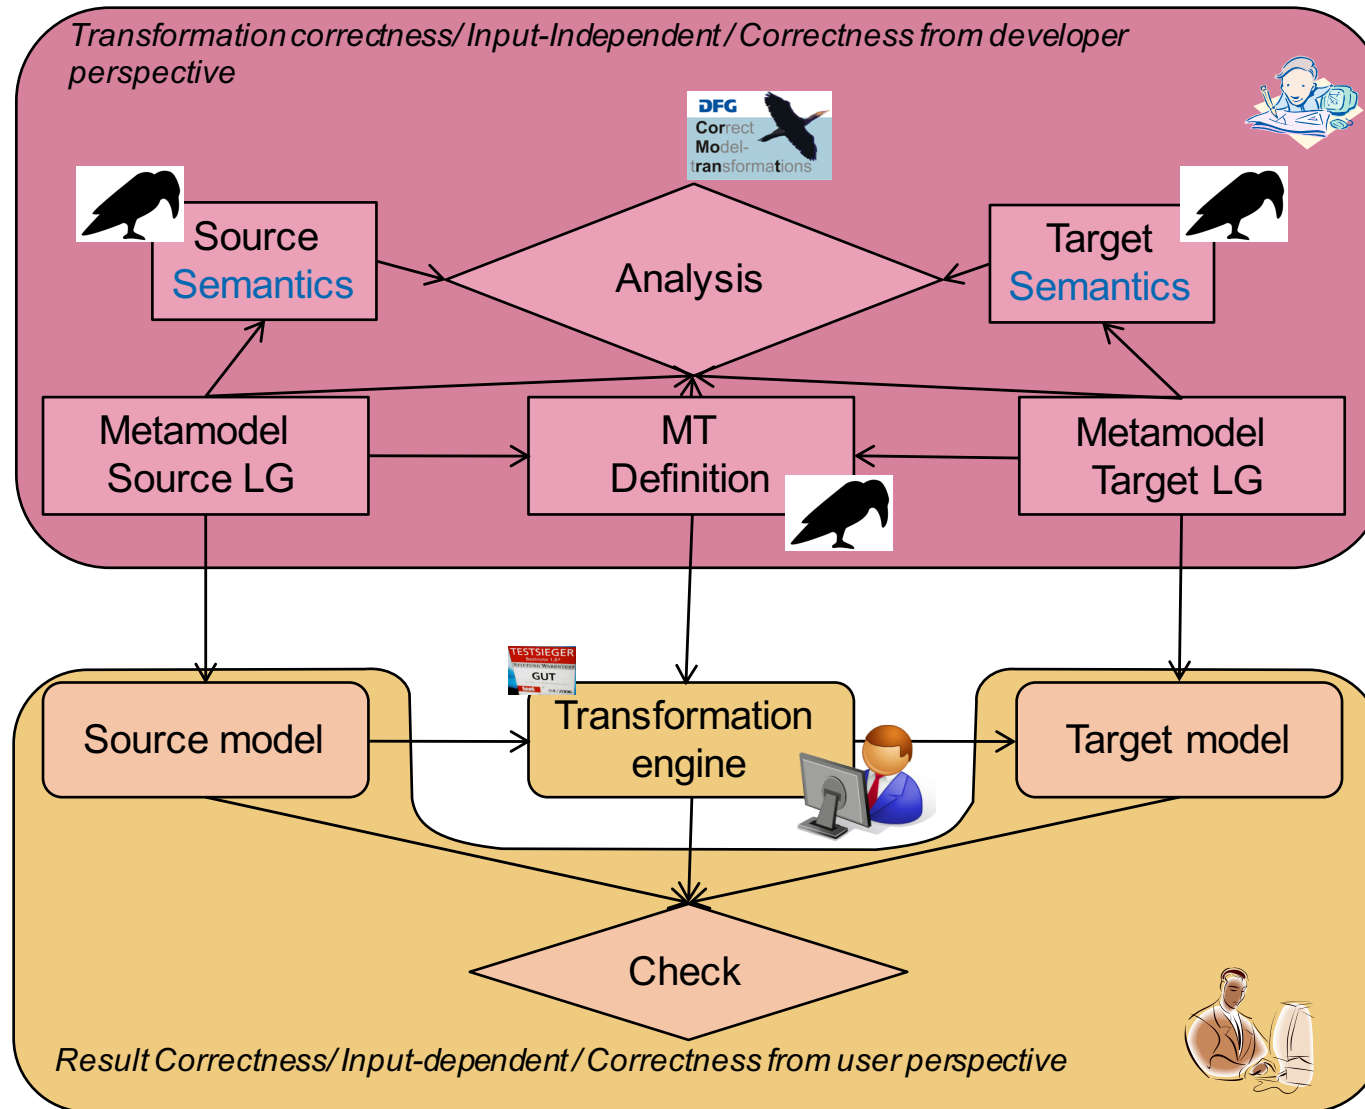 Transformation correctness/ Input-Independent / Correctness from developer
perspective
DFG
Correct
Model-
transformations
Source
Semantics
Analysis
Target
Semantics
Metamodel
Source LG
MT
Definition
Metamodel
Target LG
TESTSIEGER
STIFTUNG WARENTEST
GUT
Source model
Transformation
engine
Target model
Check
Result Correctness/ Input-dependent / Correctness from user perspective